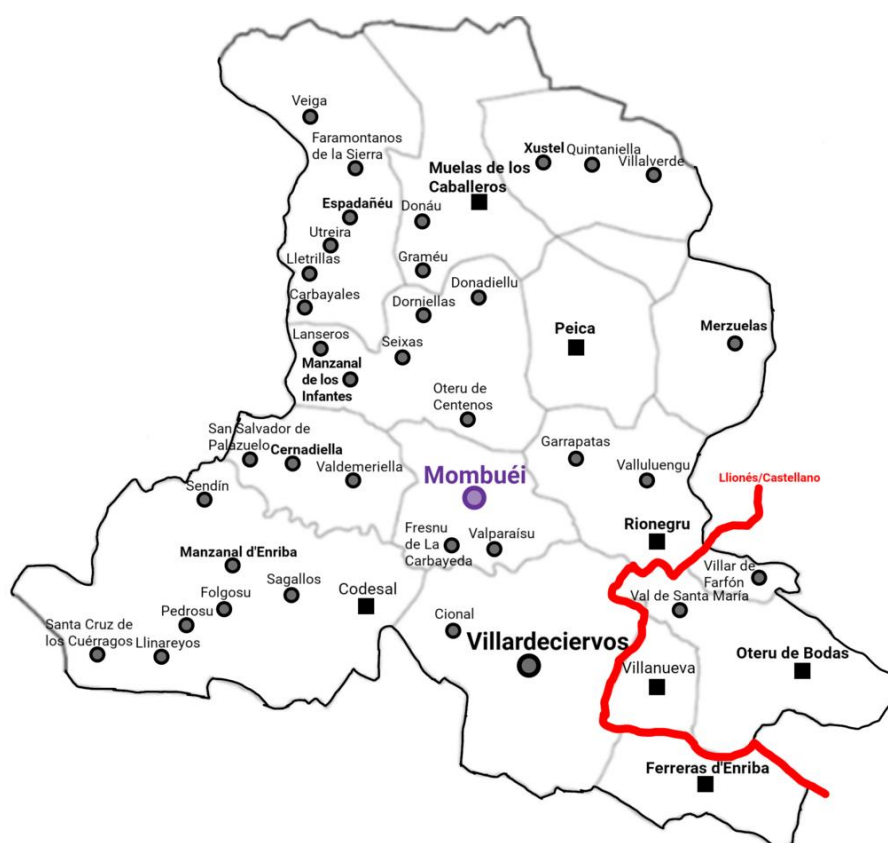 Veiga
Faramontanos
de la Sierra
Xustel
Quintaniella
Villalverde
Muelas de los
Caballeros
Espadañéu
Donáu
Utreira
Lletrillas
Graméu
Carbayales
Donadiellu
Dorniellas
Lanseros
Seixas
Peica
Merzuelas
Manzanal
de los
Infantes
Oteru de
Centenos
San Salvador de
Palazuelo
Cernadiella
Valdemeriella
Garrapatas
Valluluengu
Sendín
Mombuéi
Llionés/Castellano
Fresnu
de La
Carbayeda
Valparaísu
Rionegru
Manzanal d'Enriba
Villar de
Farfón
Sagallos
Codesal
Folgosu
Val de Santa María
Pedrosu
Santa Cruz de
los Cuérragos
Llinareyos
Cional
Villardeciervos
Villanueva
Oteru de Bodas
Ferreras d'Enriba